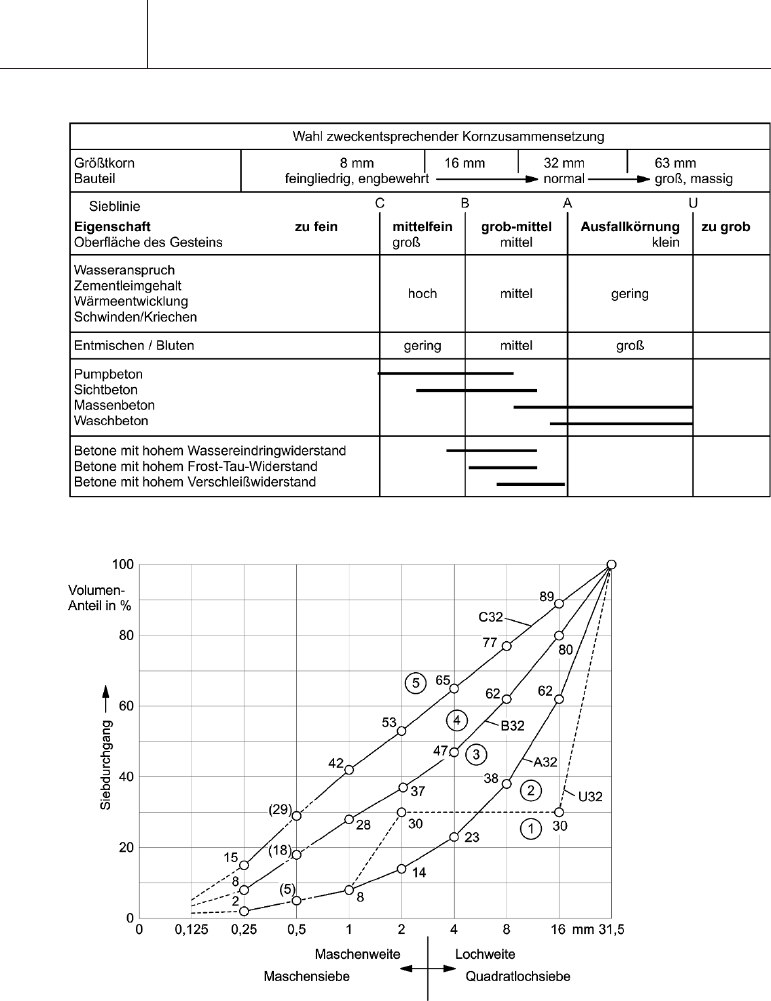 Wahl zweckentsprechender Kornzusammensetzung
Größtkorn 8 mm 16 mm 32 mm 63 mm
Bauteil feingliedrig, engbewehrt normal groß, massig
Sieblinie C B A U
Eigenschaft zu fein mittelfein grob-mittel Ausfallkörnung zu grob
Oberfläche des Gesteins groß mittel klein
Wasseranspruch
Zementleimgehalt
hoch mittel gering
Wärmeentwicklung
Schwinden/Kriechen
Entmischen / Bluten gering mittel groß
Pumpbeton
Sichtbeton
Massenbeton
Waschbeton
Betone mit hohem Wassereindringwiderstand
Betone mit hohem Frost-Tau-Widerstand
Betone mit hohem Verschleißwiderstand
100
Volumen-
Anteil in %
89
C32
80
77
80
65 5
62 62
60
4
B32
53
47 3
Siebdurchgang
42
A32
40
37
38
2
U32
(29)
28
30
1
30
20
(18)
23
15
14
8
(5)
8
2
0
0 0,125 0,25 0,5 1 2 4 8 16 mm 31,5
Maschenweite Lochweite
Maschensiebe Quadratlochsiebe